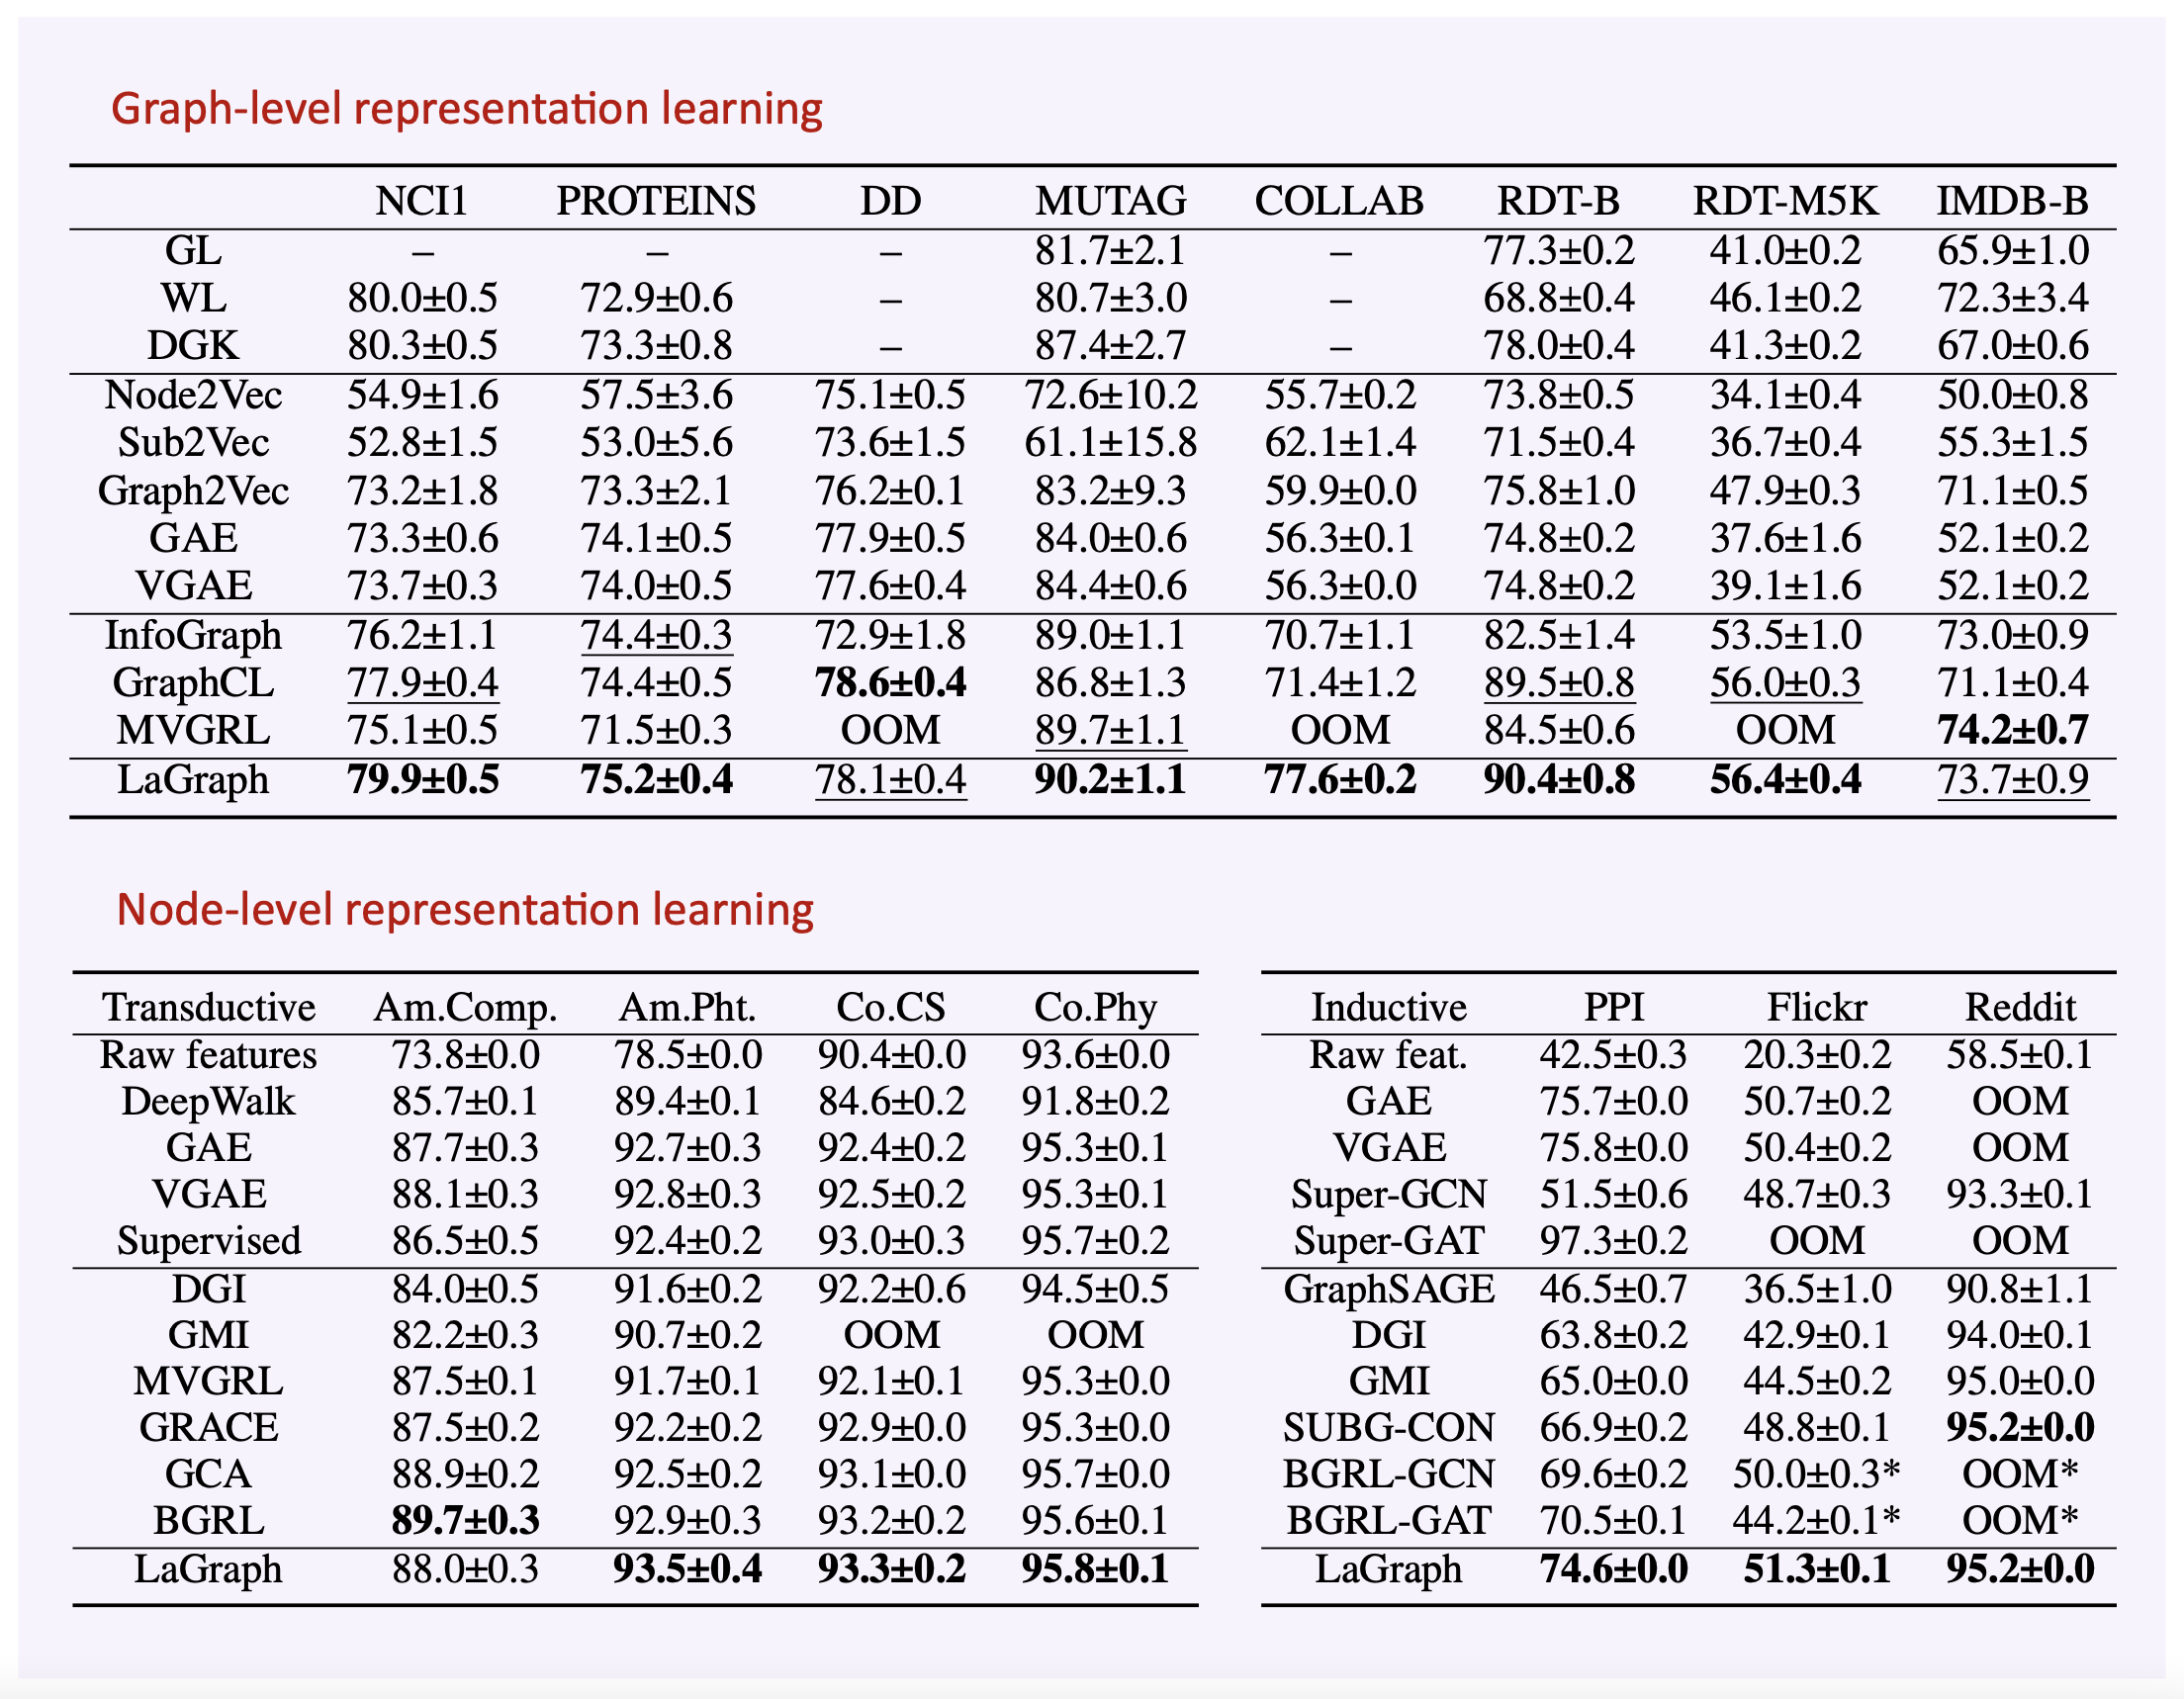 Graph-level representation learning
NCI1 PROTEINS DD MUTAG COLLAB RDT-B RDT-M5K IMDB-B
GL – – – 81.7±2.1 – 77.3±0.2 41.0±0.2 65.9±1.0
WL 80.0±0.5 72.9±0.6 – 80.7±3.0 – 68.8±0.4 46.1±0.2 72.3±3.4
DGK 80.3±0.5 73.3±0.8 – 87.4±2.7 – 78.0±0.4 41.3±0.2 67.0±0.6
Node2Vec 54.9±1.6 57.5±3.6 75.1±0.5 72.6±10.2 55.7±0.2 73.8±0.5 34.1±0.4 50.0±0.8
Sub2Vec 52.8±1.5 53.0±5.6 73.6±1.5 61.1±15.8 62.1±1.4 71.5±0.4 36.7±0.4 55.3±1.5
Graph2Vec 73.2±1.8 73.3±2.1 76.2±0.1 83.2±9.3 59.9±0.0 75.8±1.0 47.9±0.3 71.1±0.5
GAE 73.3±0.6 74.1±0.5 77.9±0.5 84.0±0.6 56.3±0.1 74.8±0.2 37.6±1.6 52.1±0.2
VGAE 73.7±0.3 74.0±0.5 77.6±0.4 84.4±0.6 56.3±0.0 74.8±0.2 39.1±1.6 52.1±0.2
InfoGraph 76.2±1.1 74.4±0.3 72.9±1.8 89.0±1.1 70.7±1.1 82.5±1.4 53.5±1.0 73.0±0.9
GraphCL 77.9±0.4 74.4±0.5 78.6±0.4 86.8±1.3 71.4±1.2 89.5±0.8 56.0±0.3 71.1±0.4
MVGRL 75.1±0.5 71.5±0.3 OOM 89.7±1.1 OOM 84.5±0.6 OOM 74.2±0.7
LaGraph 79.9±0.5 75.2±0.4 78.1±0.4 90.2±1.1 77.6±0.2 90.4±0.8 56.4±0.4 73.7±0.9
Node-level representation learning
Transductive Am.Comp. Am.Pht. Co.CS Co.Phy
Raw features 73.8±0.0 78.5±0.0 90.4±0.0 93.6±0.0
DeepWalk 85.7±0.1 89.4±0.1 84.6±0.2 91.8±0.2
GAE 87.7±0.3 92.7±0.3 92.4±0.2 95.3±0.1
VGAE 88.1±0.3 92.8±0.3 92.5±0.2 95.3±0.1
Supervised 86.5±0.5 92.4±0.2 93.0±0.3 95.7±0.2
DGI 84.0±0.5 91.6±0.2 92.2±0.6 94.5±0.5
GMI 82.2±0.3 90.7±0.2 OOM OOM
MVGRL 87.5±0.1 91.7±0.1 92.1±0.1 95.3±0.0
GRACE 87.5±0.2 92.2±0.2 92.9±0.0 95.3±0.0
GCA 88.9±0.2 92.5±0.2 93.1±0.0 95.7±0.0
BGRL 89.7±0.3 92.9±0.3 93.2±0.2 95.6±0.1
LaGraph 88.0±0.3 93.5±0.4 93.3±0.2 95.8±0.1
Inductive PPI Flickr Reddit
Raw feat. 42.5±0.3 20.3±0.2 58.5±0.1
GAE 75.7±0.0 50.7±0.2 OOM
VGAE 75.8±0.0 50.4±0.2 OOM
Super-GCN 51.5±0.6 48.7±0.3 93.3±0.1
Super-GAT 97.3±0.2 OOM OOM
GraphSAGE 46.5±0.7 36.5±1.0 90.8±1.1
DGI 63.8±0.2 42.9±0.1 94.0±0.1
GMI 65.0±0.0 44.5±0.2 95.0±0.0
SUBG-CON 66.9±0.2 48.8±0.1 95.2±0.0
BGRL-GCN 69.6±0.2 50.0±0.3* OOM*
BGRL-GAT 70.5±0.1 44.2±0.1* OOM*
LaGraph 74.6±0.0 51.3±0.1 95.2±0.0